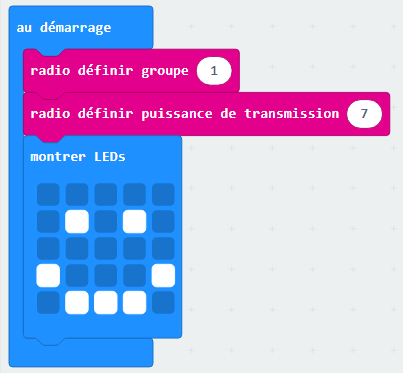 au démarrage
radio définir groupe 1
radio définir puissance de transmission 7
montrer LEDs